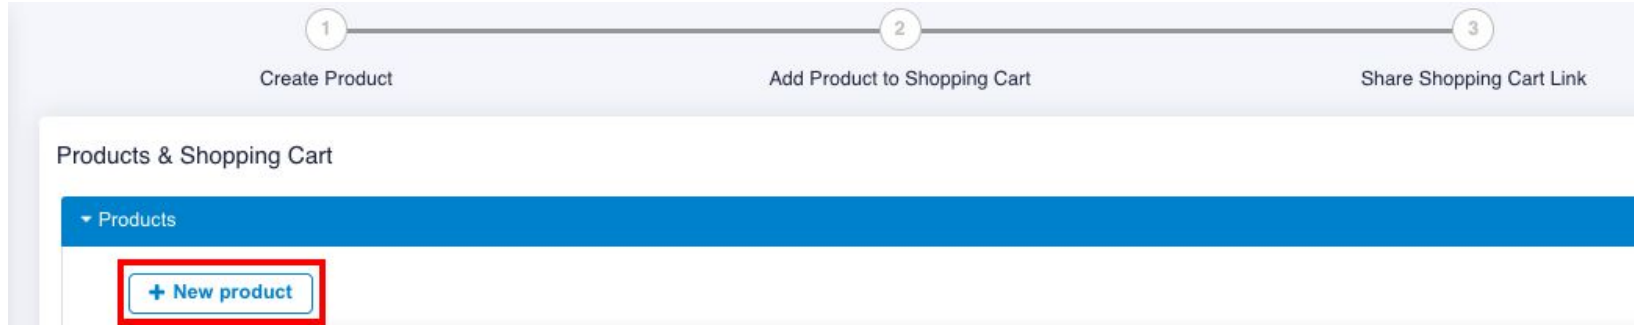 1 2 3
Create Product Add Product to Shopping Cart Share Shopping Cart Link
Products & Shopping Cart
Products
+ New product